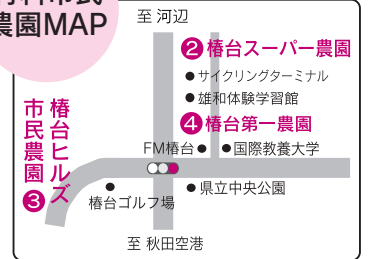 市民
農園MAP
至 河辺
❷椿台スーパー農園
●サイクリングターミナル
●雄和体験学習館
❹椿台第一農園
FM椿台●
●国際教養大学
椿台ヒルズ
市民農園❸
●
椿台ゴルフ場
●県立中央公園
至 秋田空港